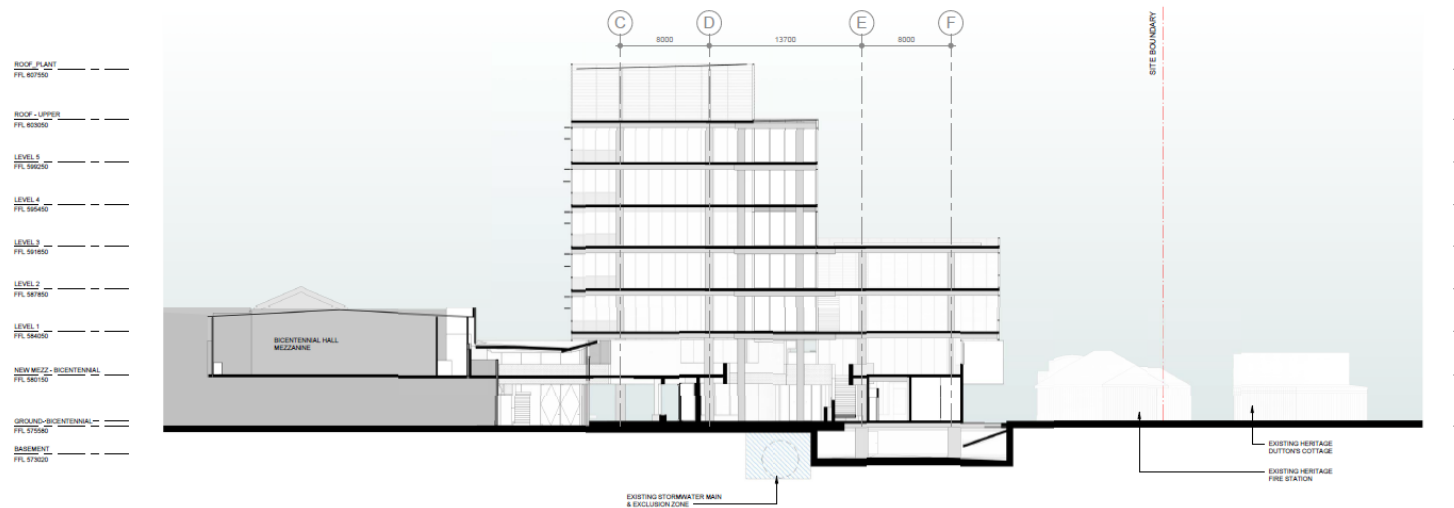 C
D
E
F
8000
13700
8000
SITE BOUNDARY
ROOF_PLANT
FFL 607550
ROOF - UPPER
FFL 603050
LEVEL 5
FFL 599250
LEVEL 4
FFL 595450
LEVEL 3
FFL 591650
LEVEL 2
FFL 587850
LEVEL 1
FFL 584050
BICENTENNIAL HALL
MEZZANINE
NEW MEZZ - BICENTENNIAL
FFL 580150
GROUND-BICENTENNIAL
FFL 575580
BASEMENT
FFL 573020
EXISTING HERITAGE
DUTTON'S COTTAGE
EXISTING HERITAGE
FIRE STATION
EXISTING STORMWATER MAIN
& EXCLUSION ZONE